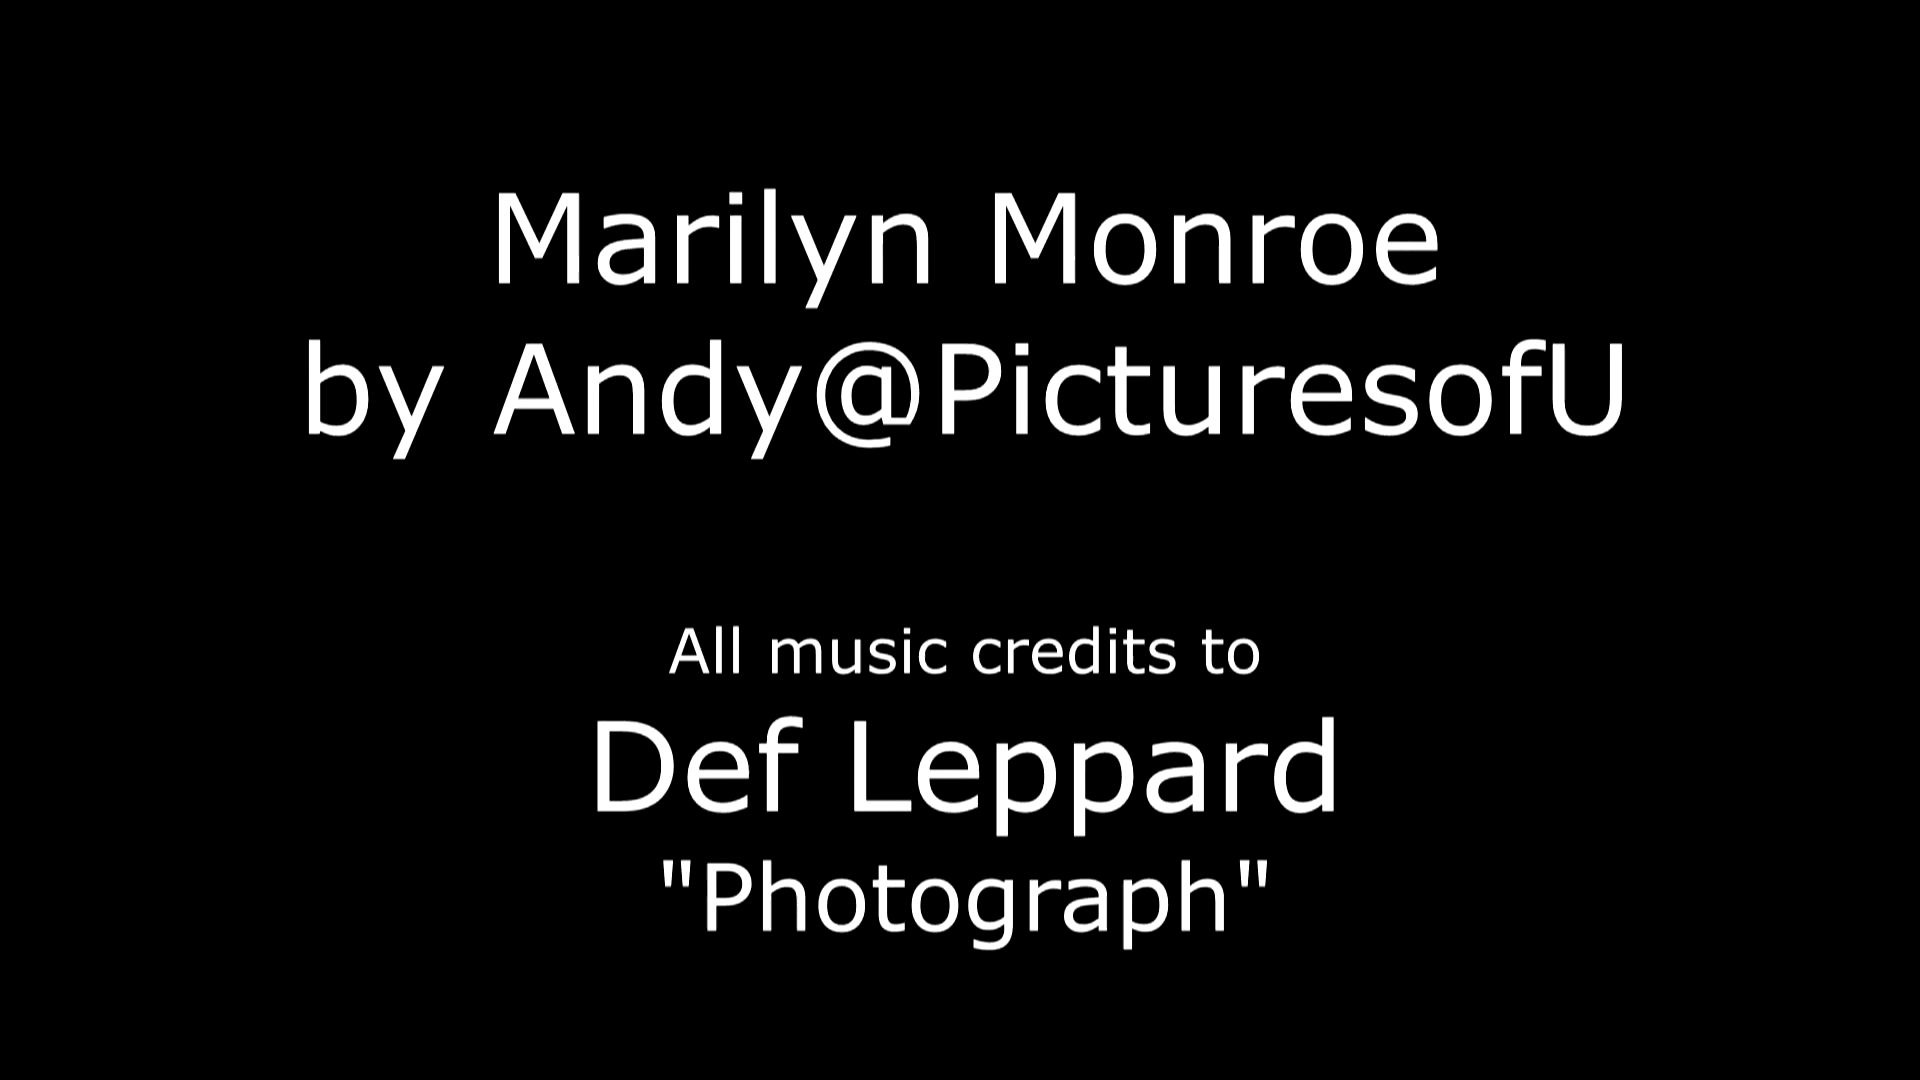 Marilyn Monroe
by Andy@PicturesofU
All music credits to
Def Leppard
"Photograph"